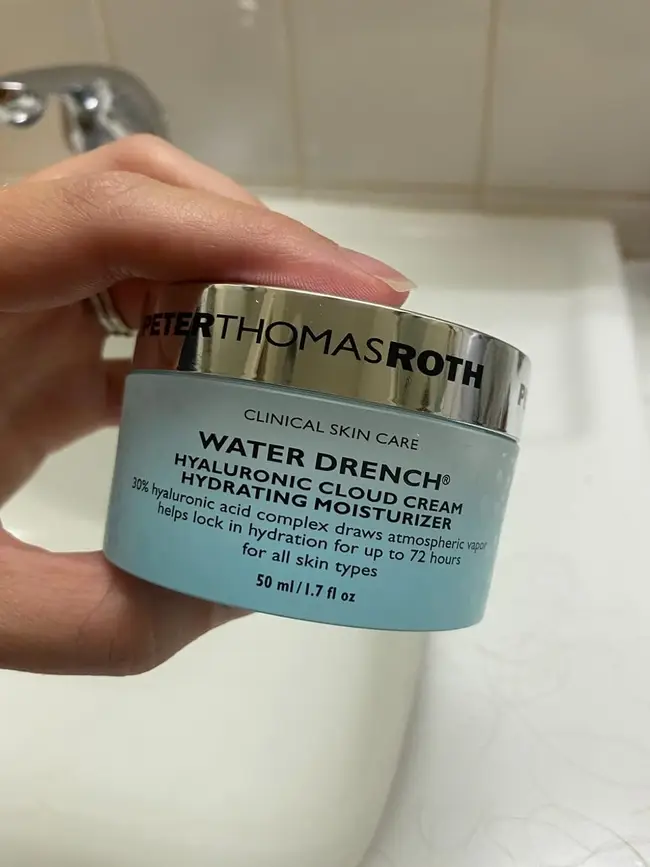 PETERTHOMASROTH
CLINICAL SKIN CARE
WATER DRENCH®
HYALURONIC CLOUD CREAM
HYDRATING MOISTURIZER
30% hyaluronic acid complex draws atmospheric vapor
helps lock in hydration for up to 72 hours
for all skin types
50 ml/1.7 fl oz